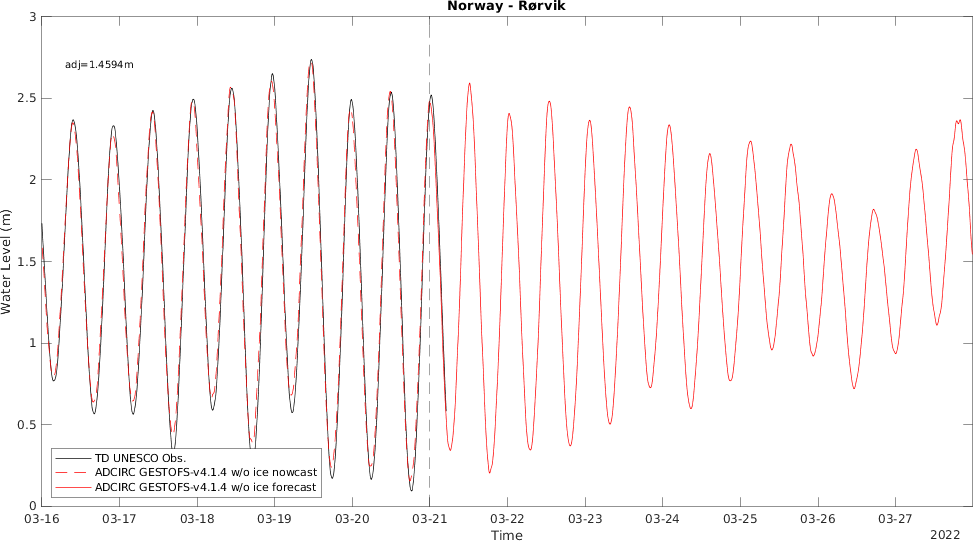 Norway - Rørvik
3
2.5
2
1.5
1
0.5
0
Water Level (m)
adj=1.4594m
TD UNESCO Obs.
ADCIRC GESTOFS-v4.1.4 w/o ice nowcast
ADCIRC GESTOFS-v4.1.4 w/o ice forecast
03-16 03-17 03-18 03-19 03-20 03-21 03-22 03-23 03-24 03-25 03-26 03-27
Time
2022